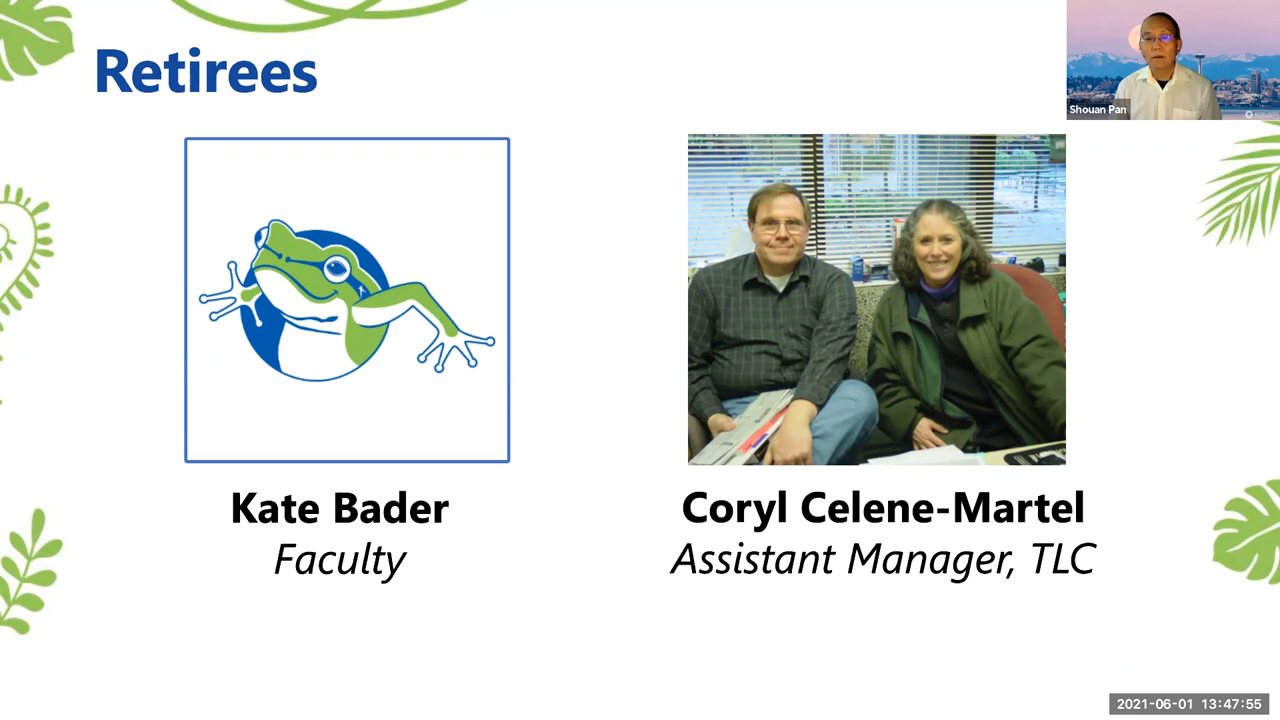 Retirees
Shouan Pan
Kate Bader
Faculty
Coryl Celene-Martel
Assistant Manager, TLC
2021-06-01 13:47:55